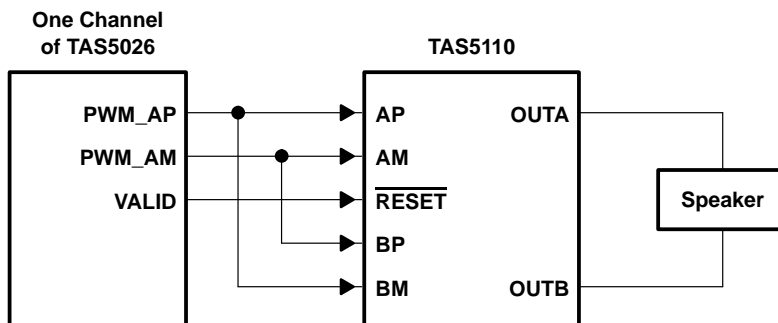 One Channel
of TAS5026
TAS5110
PWM_AP
AP
OUTA
PWM_AM
AM
VALID
RESET
Speaker
BP
BM
OUTB